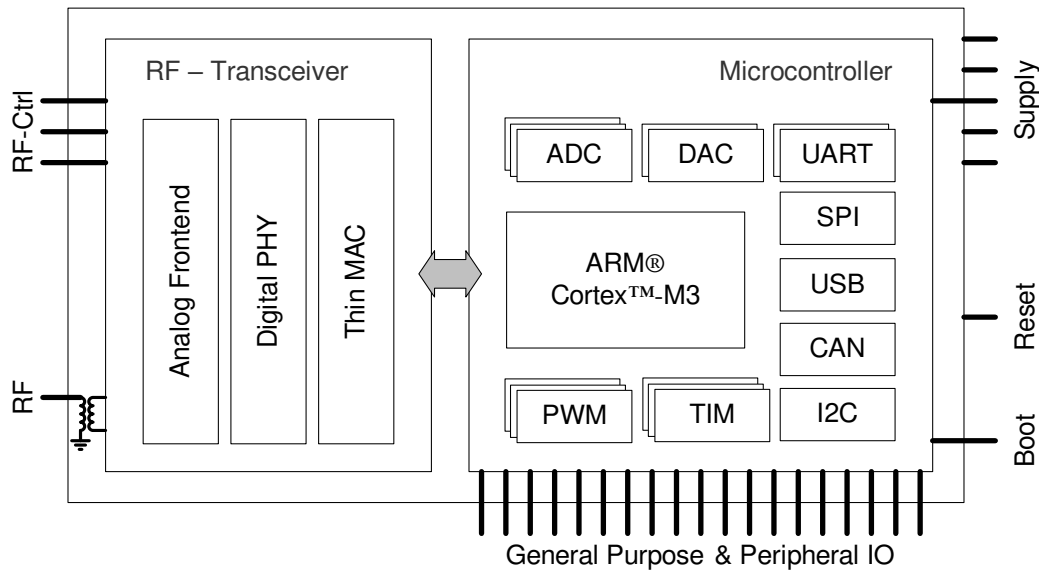 RF – Transceiver
Microcontroller
RF-Ctrl
Supply
ADC
DAC
UART
SPI
Analog Frontend
Digital PHY
Thin MAC
ARM®
Cortex™-M3
USB
CAN
Reset
RF
PWM
TIM
I2C
Boot
General Purpose & Peripheral IO